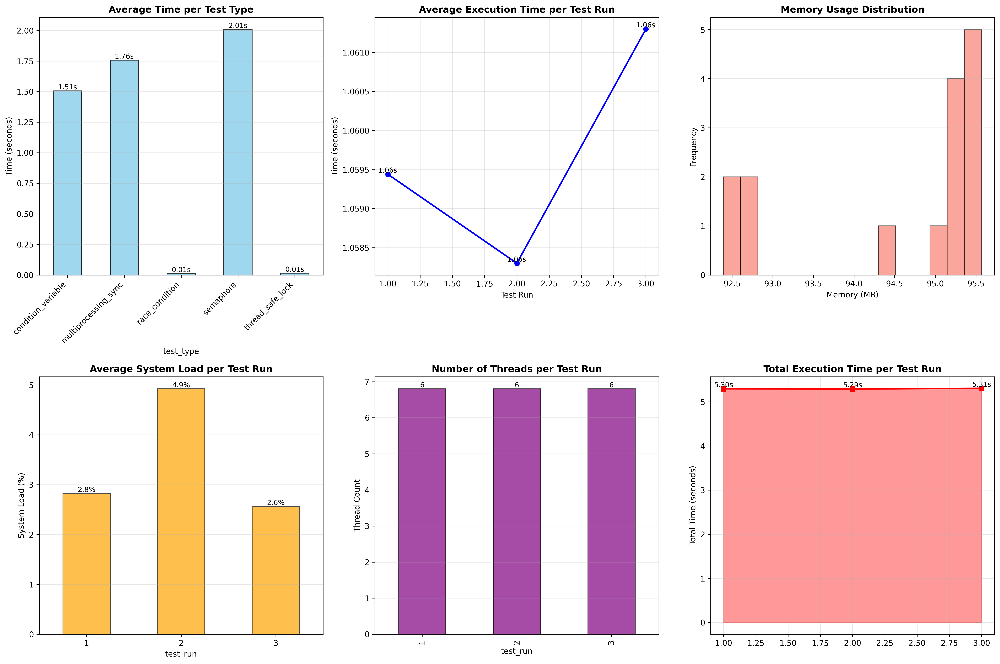 Average Time per Test Type
Time (seconds)
2.00
1.75
1.50
1.25
1.00
0.75
0.50
0.25
0.00
1.51s
1.76s
0.01s
2.01s
0.01s
condition_variable
multiprocessing_sync
race_condition
semaphore
thread_safe_lock
test_type
Average Execution Time per Test Run
Time (seconds)
1.0610
1.0605
1.0600
1.0595
1.0590
1.0585
1.06s
1.06s
1.06s
1.00 1.25 1.50 1.75 2.00 2.25 2.50 2.75 3.00
Test Run
Memory Usage Distribution
Frequency
5
4
3
2
1
0
92.5 93.0 93.5 94.0 94.5 95.0 95.5
Memory (MB)
Average System Load per Test Run
System Load (%)
5
4
3
2
1
0
2.8%
4.9%
2.6%
1 2 3
test_run
Number of Threads per Test Run
Thread Count
7
6
5
4
3
2
1
0
6 6 6
1 2 3
test_run
Total Execution Time per Test Run
Total Time (seconds)
5
4
3
2
1
0
5.30s 5.29s 5.31s
1.00 1.25 1.50 1.75 2.00 2.25 2.50 2.75 3.00